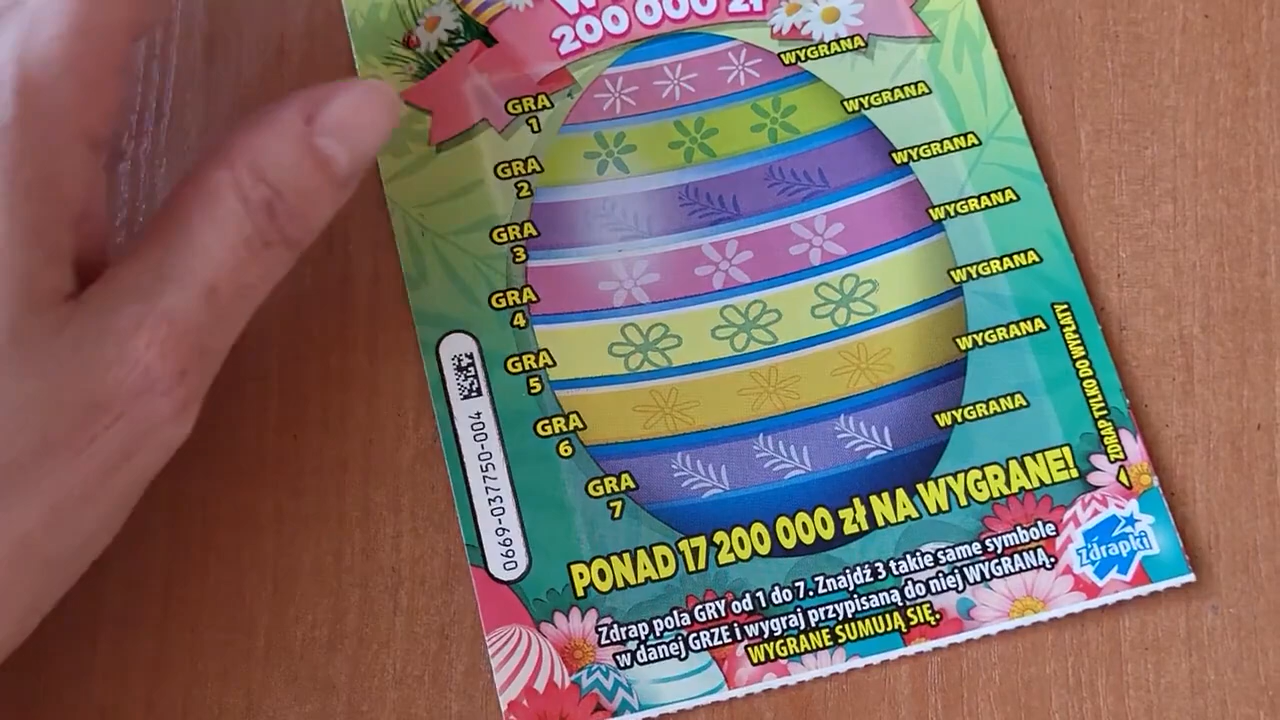 200 000 zł
GRA 1
WYGRANA
GRA 2
WYGRANA
GRA 3
WYGRANA
GRA 4
WYGRANA
GRA 5
WYGRANA
GRA 6
WYGRANA
GRA 7
WYGRANA
0669-037750-004
ZDRAP TYLKO DO WYPŁATY
PONAD 17 200 000 zł NA WYGRANE!
Zdrap pola GRY od 1 do 7. Znajdź 3 takie same symbole
w danej GRZE i wygraj przypisaną do niej WYGRANĄ.
WYGRANE SUMUJĄ SIĘ.
Zdrapki